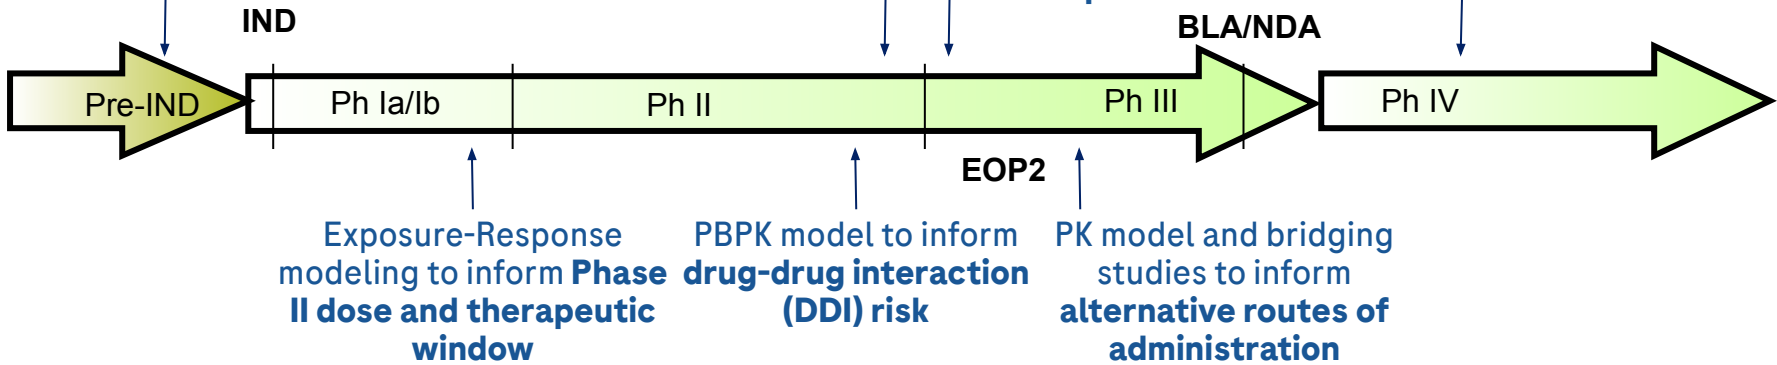 IND
BLA/NDA
Pre-IND
Ph Ia/Ib
Ph II
Ph III
Ph IV
EOP2
Exposure-Response
modeling to inform Phase
II dose and therapeutic
window
PBPK model to inform
drug-drug interaction
(DDI) risk
PK model and bridging
studies to inform
alternative routes of
administration